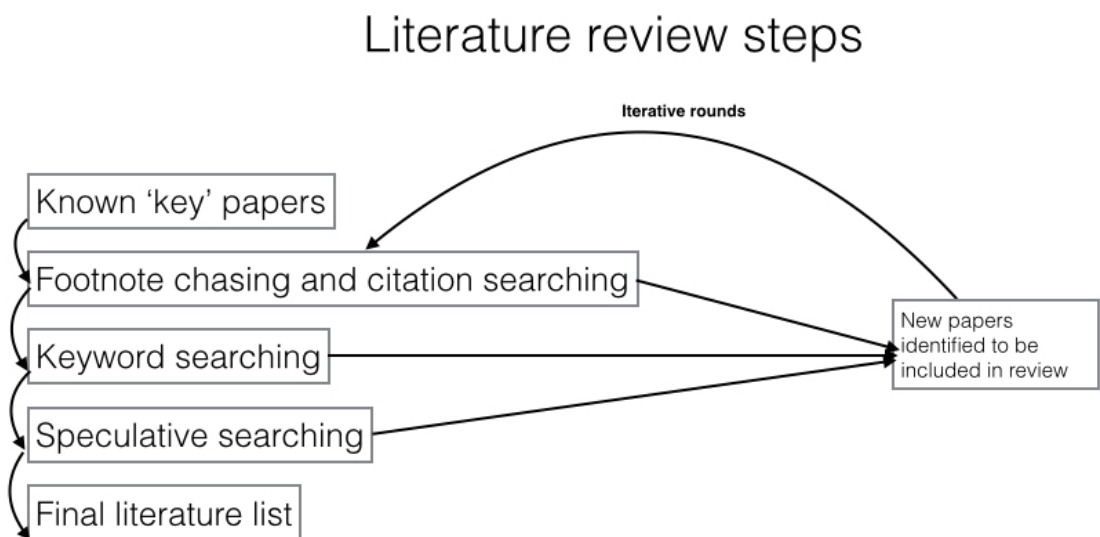 Literature review steps
Iterative rounds
Known ‘key’ papers
Footnote chasing and citation searching
Keyword searching
Speculative searching
Final literature list
New papers
identified to be
included in review